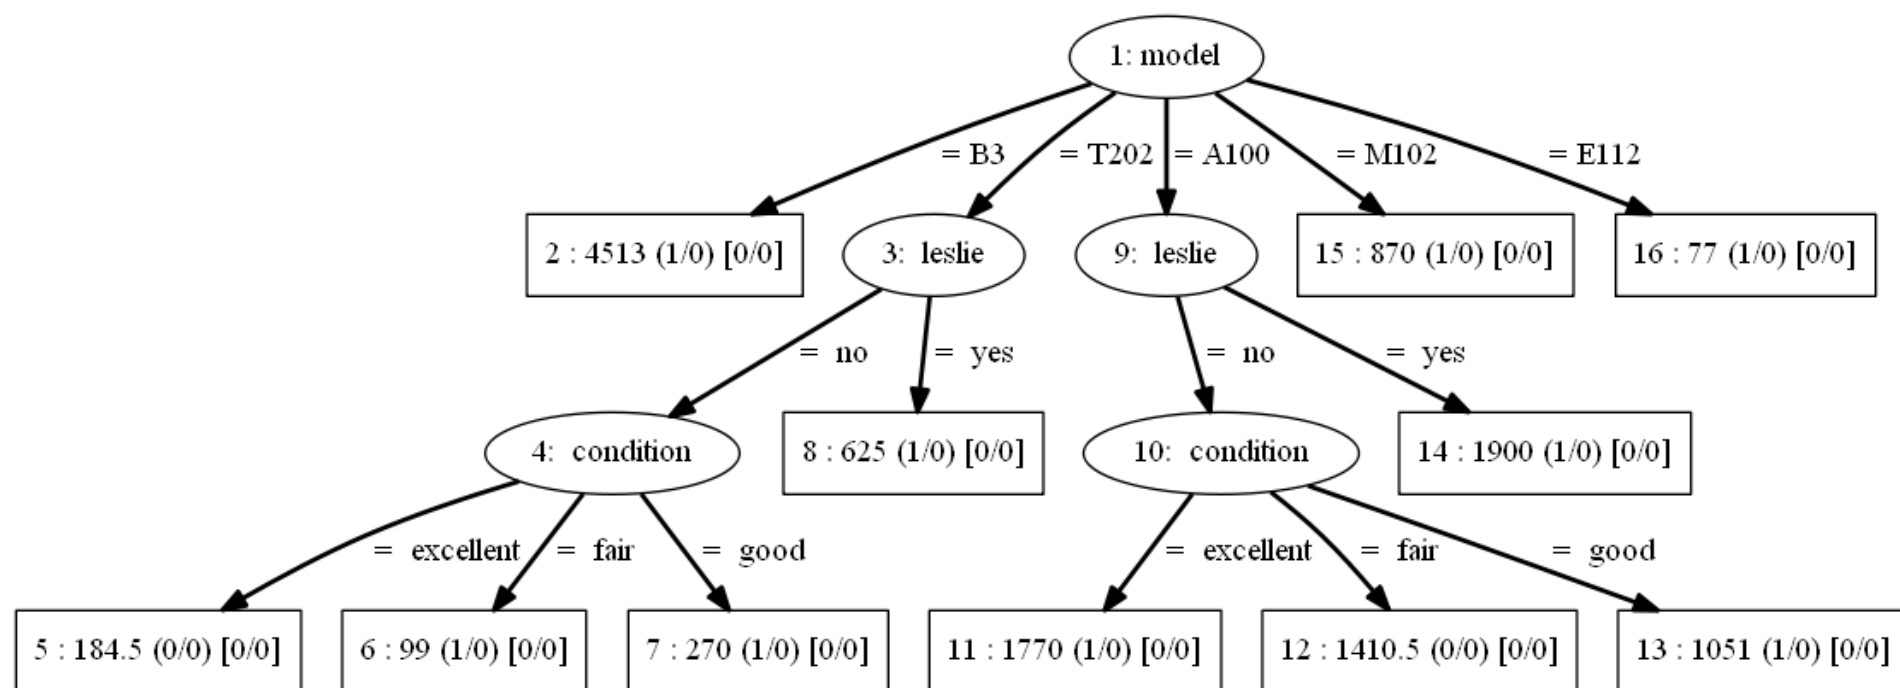 1: model
= B3
= T202
= A100
= M102
= E112
2 : 4513 (1/0) [0/0]
3: leslie
9: leslie
15 : 870 (1/0) [0/0]
16 : 77 (1/0) [0/0]
= no
= yes
= no
= yes
4: condition
8 : 625 (1/0) [0/0]
10: condition
14 : 1900 (1/0) [0/0]
= excellent
= fair
= good
= excellent
= fair
= good
5 : 184.5 (0/0) [0/0]
6 : 99 (1/0) [0/0]
7 : 270 (1/0) [0/0]
11 : 1770 (1/0) [0/0]
12 : 1410.5 (0/0) [0/0]
13 : 1051 (1/0) [0/0]